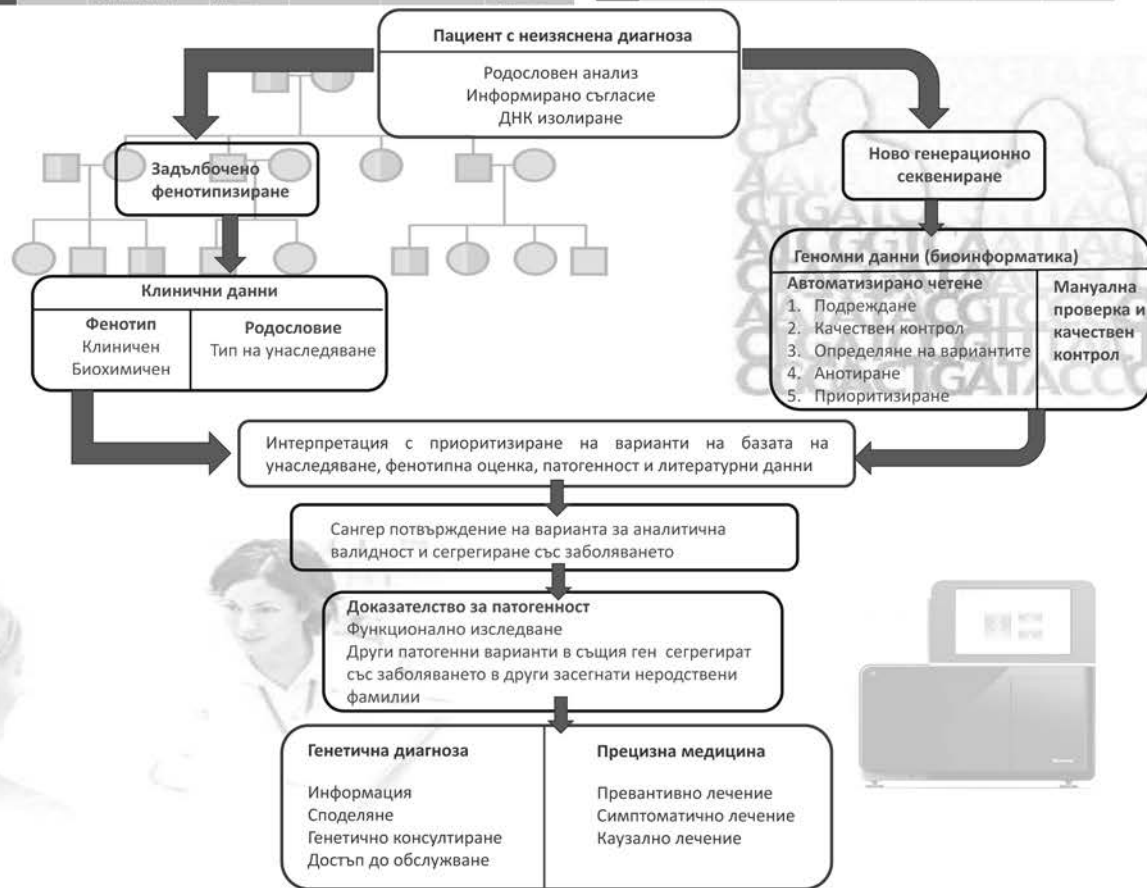 Пациент с неизяснена диагноза
Родословен анализ
Информирано съгласие
ДНК изолиране
Задълбочено
фенотипизиране
Ново генерационно
секвениране
Клинични данни
Фенотип
Клиничен
Биохимичен
Родословие
Тип на унаследяване
Геномни данни (биоинформатика)
Автоматизирано четене
1. Подреждане
2. Качествен контрол
3. Определяне на вариантите
4. Анотиране
5. Приоритизиране
Мануална
проверка и
качествен
контрол
Интерпретация с приоритизиране на варианти на базата на
унаследяване, фенотипна оценка, патогенност и литературни данни
Сангер потвърждение на варианта за аналитична
валидност и сегрегиране със заболяването
Доказателство за патогенност
Функционално изследване
Други патогенни варианти в същия ген сегрегират
със заболяването в други засегнати неродствени
фамилии
Генетична диагноза
Информация
Споделяне
Генетично консултиране
Достъп до обслужване
Прецизна медицина
Превантивно лечение
Симптоматично лечение
Каузално лечение